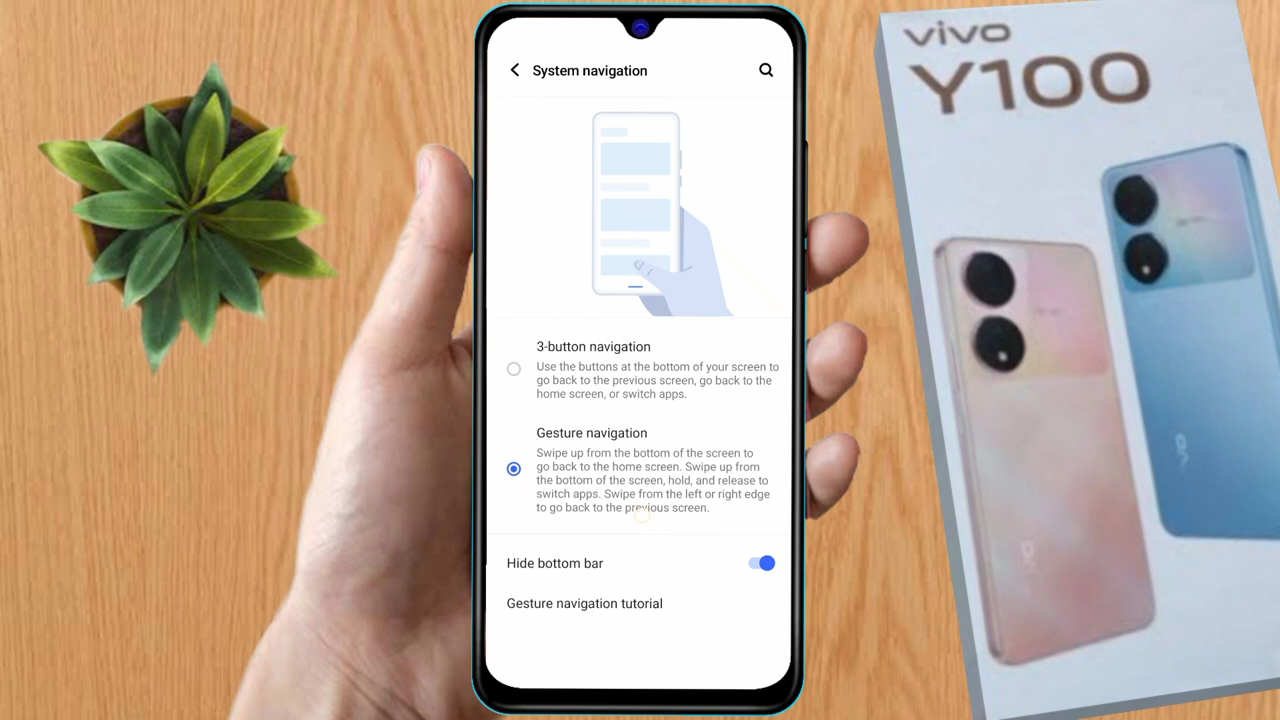 System navigation
3-button navigation
Use the buttons at the bottom of your screen to
go back to the previous screen, go back to the
home screen, or switch apps.
Gesture navigation
Swipe up from the bottom of the screen to
go back to the home screen. Swipe up from
the bottom of the screen, hold, and release to
switch apps. Swipe from the left or right edge
to go back to the previous screen.
Hide bottom bar
Gesture navigation tutorial
vivo
Y100